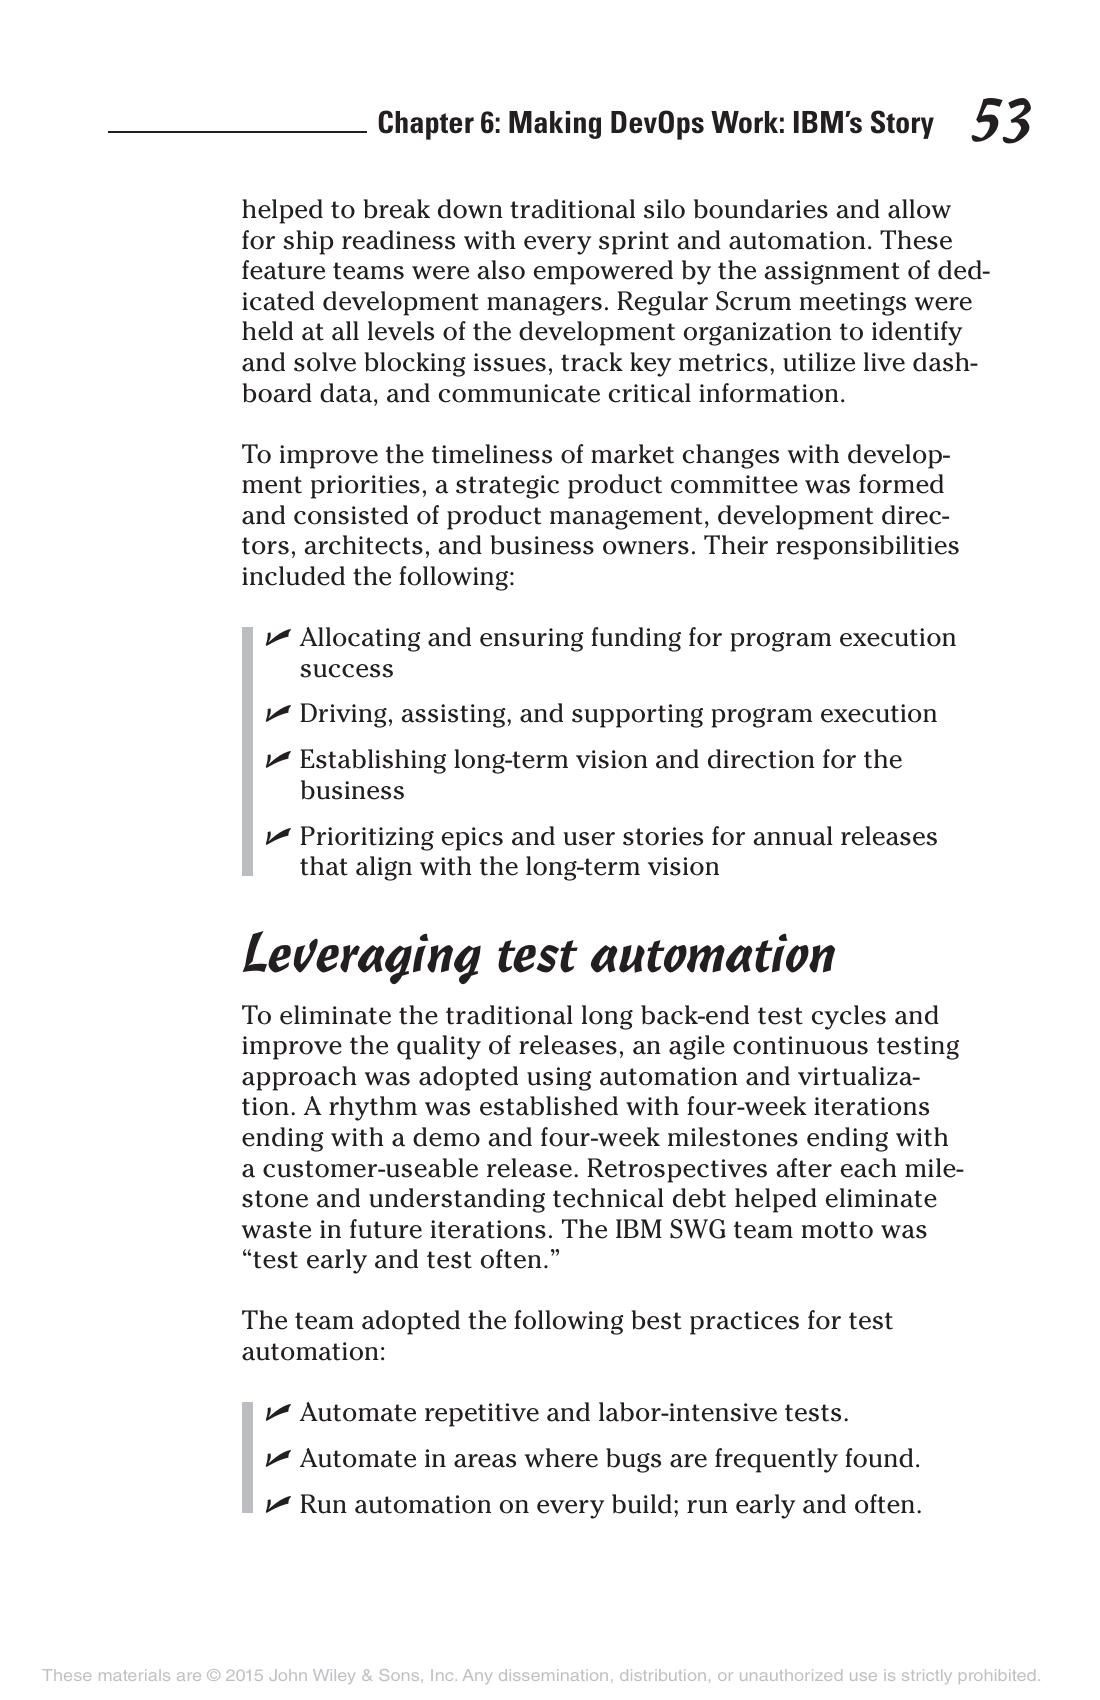 Chapter 6: Making DevOps Work: IBM’s Story 53
helped to break down traditional silo boundaries and allow
for ship readiness with every sprint and automation. These
feature teams were also empowered by the assignment of ded-
icated development managers. Regular Scrum meetings were
held at all levels of the development organization to identify
and solve blocking issues, track key metrics, utilize live dash-
board data, and communicate critical information.
To improve the timeliness of market changes with develop-
ment priorities, a strategic product committee was formed
and consisted of product management, development direc-
tors, architects, and business owners. Their responsibilities
included the following:
✓ Allocating and ensuring funding for program execution
success
✓ Driving, assisting, and supporting program execution
✓ Establishing long-term vision and direction for the
business
✓ Prioritizing epics and user stories for annual releases
that align with the long-term vision
Leveraging test automation
To eliminate the traditional long back-end test cycles and
improve the quality of releases, an agile continuous testing
approach was adopted using automation and virtualiza-
tion. A rhythm was established with four-week iterations
ending with a demo and four-week milestones ending with
a customer-useable release. Retrospectives after each mile-
stone and understanding technical debt helped eliminate
waste in future iterations. The IBM SWG team motto was
“test early and test often.”
The team adopted the following best practices for test
automation:
✓ Automate repetitive and labor-intensive tests.
✓ Automate in areas where bugs are frequently found.
✓ Run automation on every build; run early and often.
These materials are © 2015 John Wiley & Sons, Inc. Any dissemination, distribution, or unauthorized use is strictly prohibited.